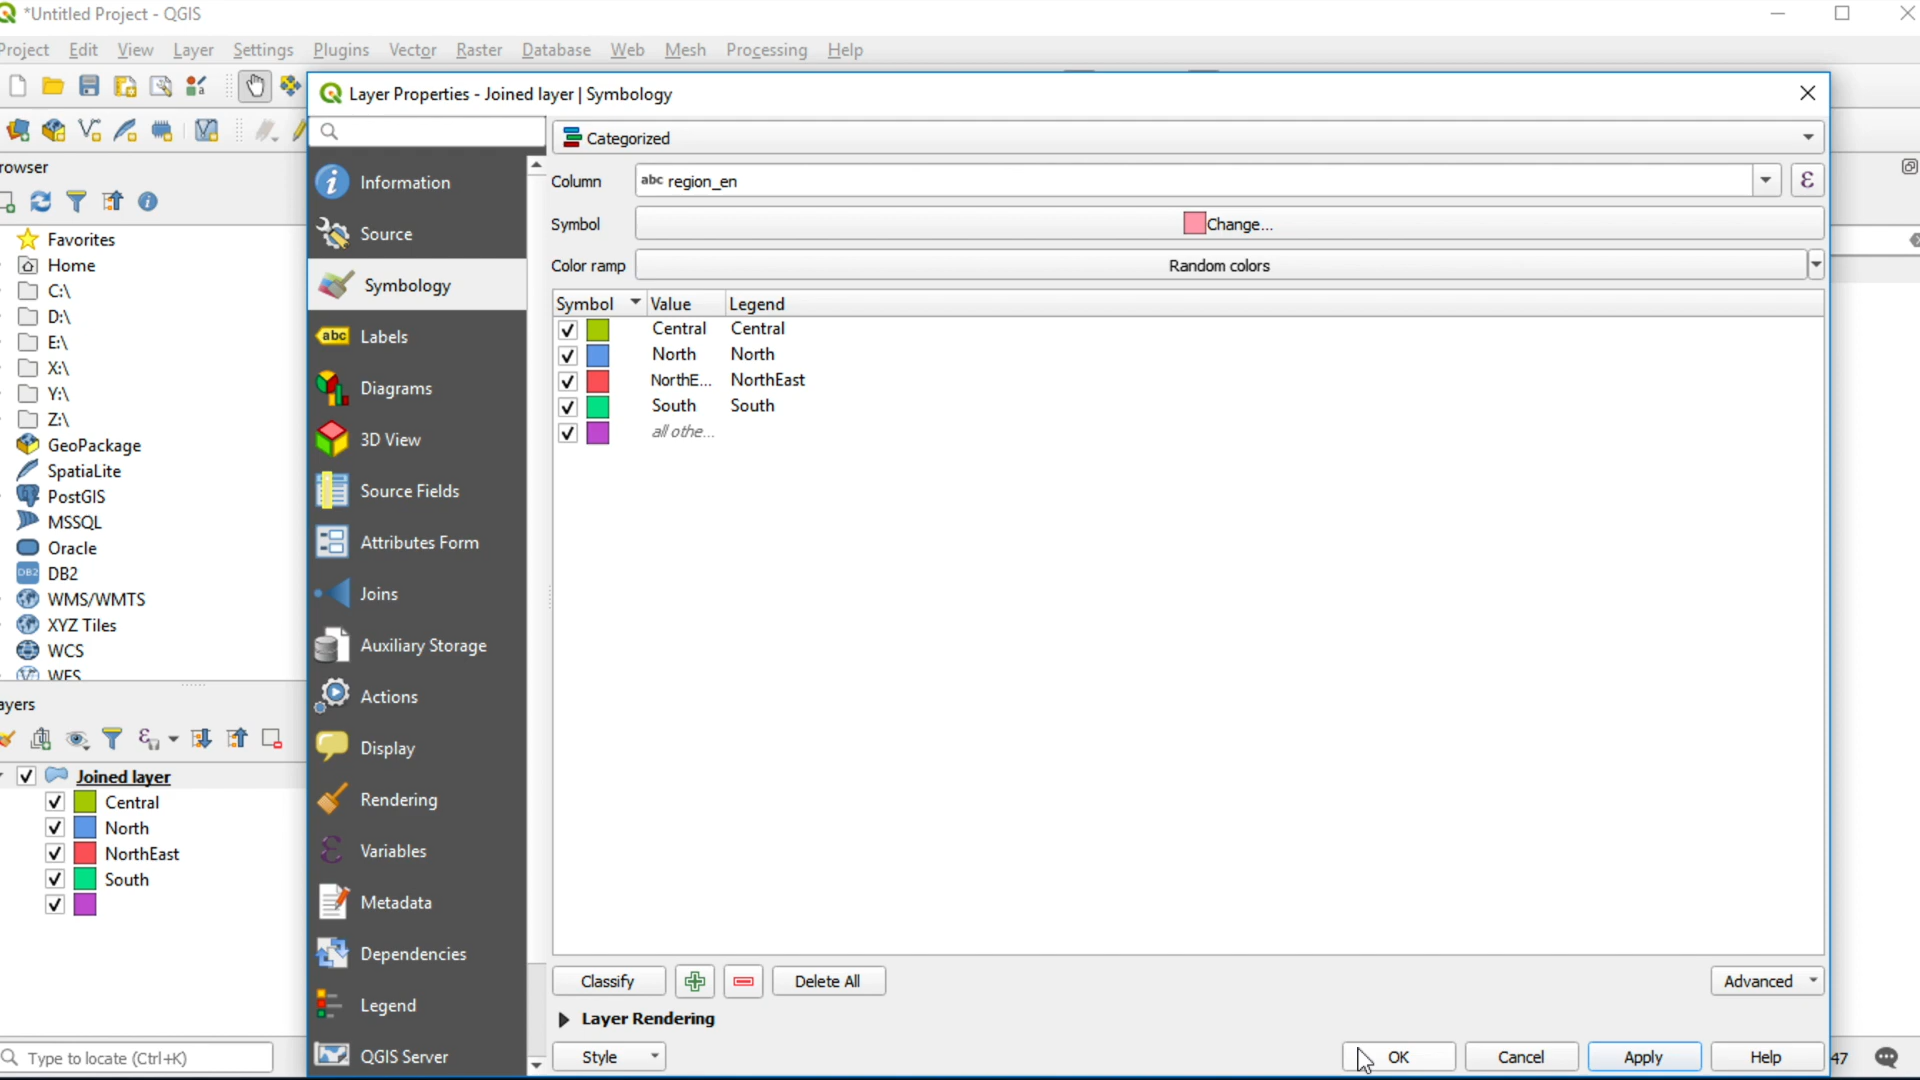 *Untitled Project - QGIS
Project Edit View Layer Settings Plugins Vector Raster Database Web Mesh Processing Help
Layer Properties - Joined layer | Symbology
Categorized
Column abc region_en ε
Symbol Change...
Color ramp Random colors
Symbol Value Legend
Central Central
North North
NorthE... NorthEast
South South
all othe...
Information
Source
Symbology
abc Labels
Diagrams
3D View
Source Fields
Attributes Form
Joins
Auxiliary Storage
Actions
Display
Rendering
Variables
Metadata
Dependencies
Legend
QGIS Server
Classify Delete All Advanced
Layer Rendering
Style OK Cancel Apply Help
47
rowser
Favorites
Home
C:\
D:\
E:\
X:\
Y:\
Z:\
GeoPackage
SpatiaLite
PostGIS
MSSQL
Oracle
DB2 DB2
WMS/WMTS
XYZ Tiles
WCS
WFS
ayers
Joined layer
Central
North
NorthEast
South
Type to locate (Ctrl+K)